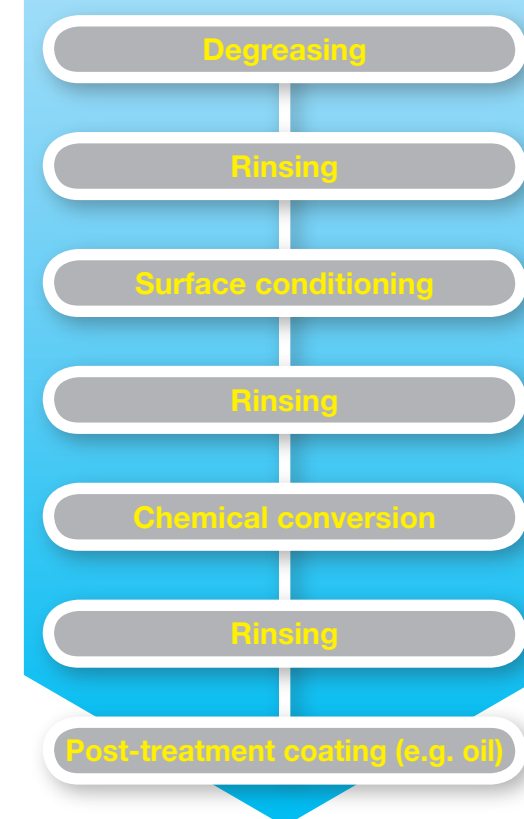 Degreasing
Rinsing
Surface conditioning
Rinsing
Chemical conversion
Rinsing
Post-treatment coating (e.g. oil)